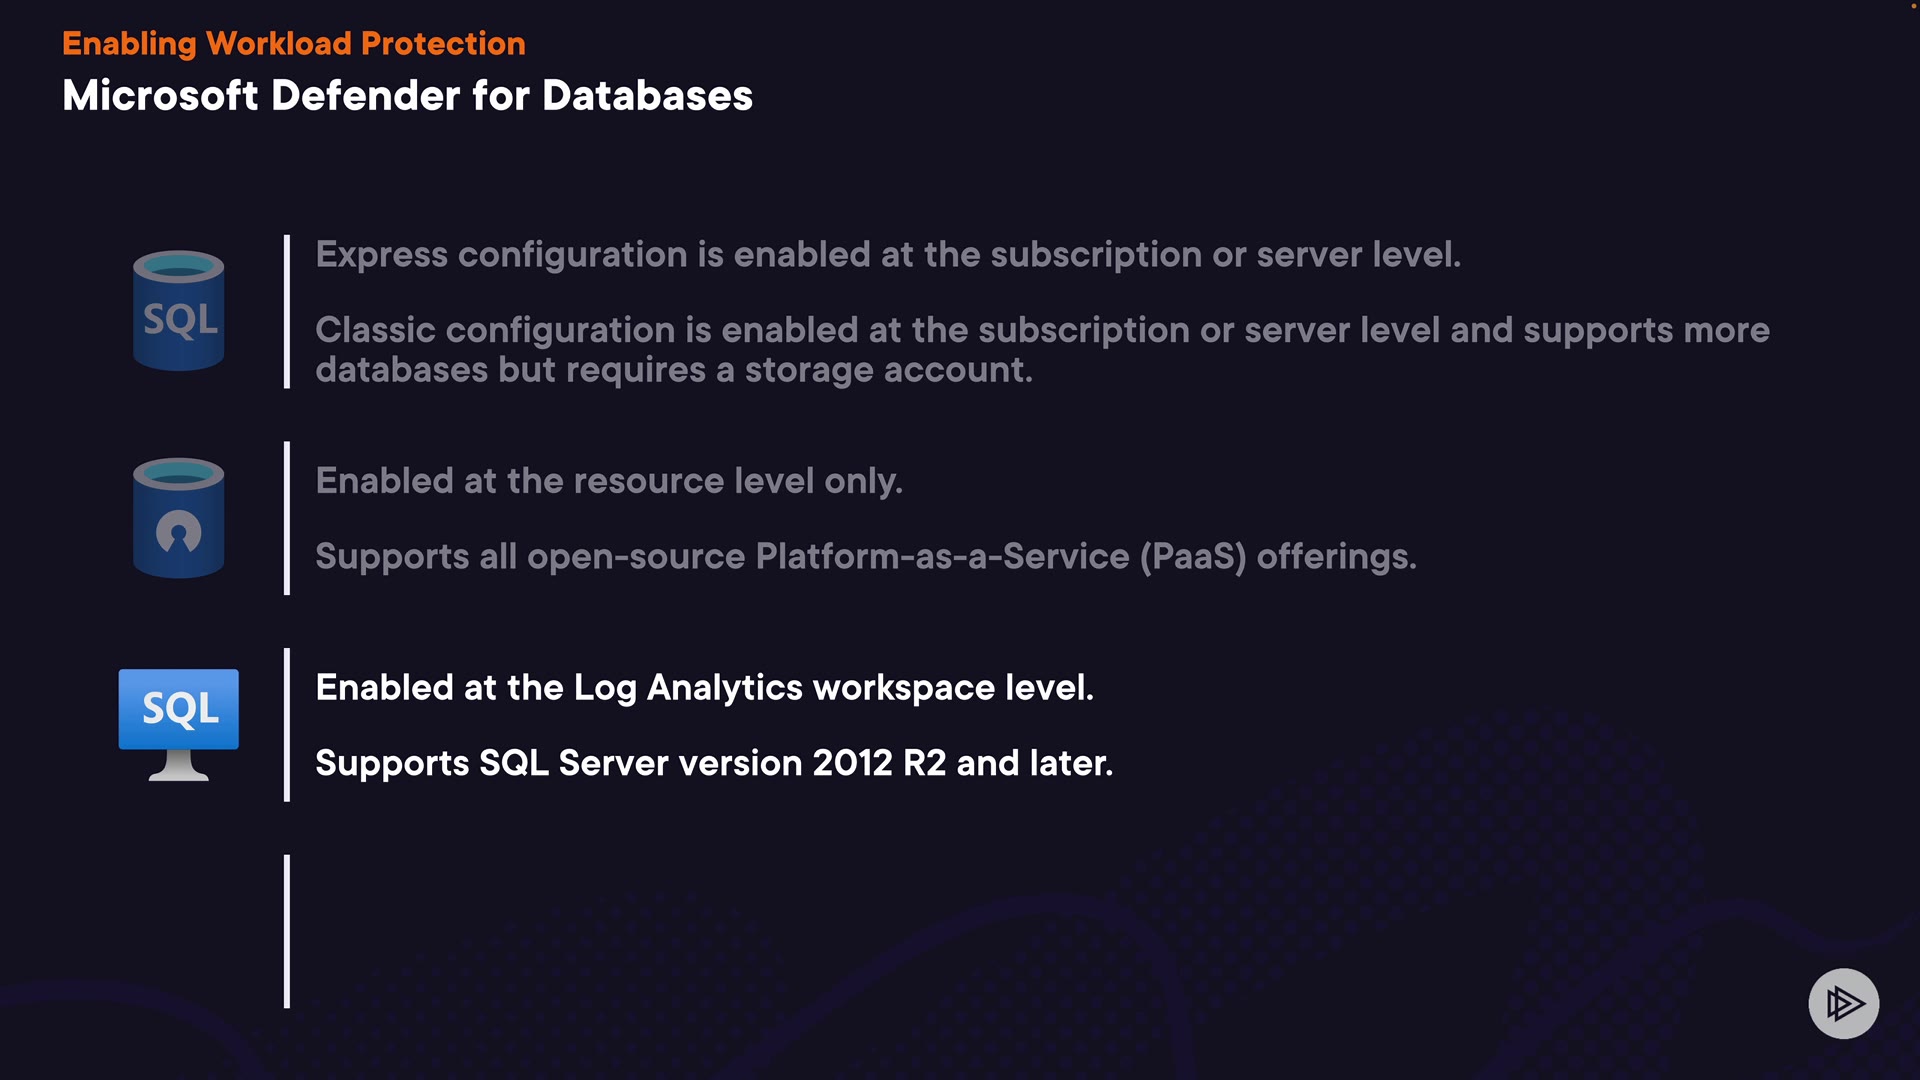 Enabling Workload Protection
Microsoft Defender for Databases
SQL
Express configuration is enabled at the subscription or server level.
Classic configuration is enabled at the subscription or server level and supports more
databases but requires a storage account.
Enabled at the resource level only.
Supports all open-source Platform-as-a-Service (PaaS) offerings.
SQL
Enabled at the Log Analytics workspace level.
Supports SQL Server version 2012 R2 and later.